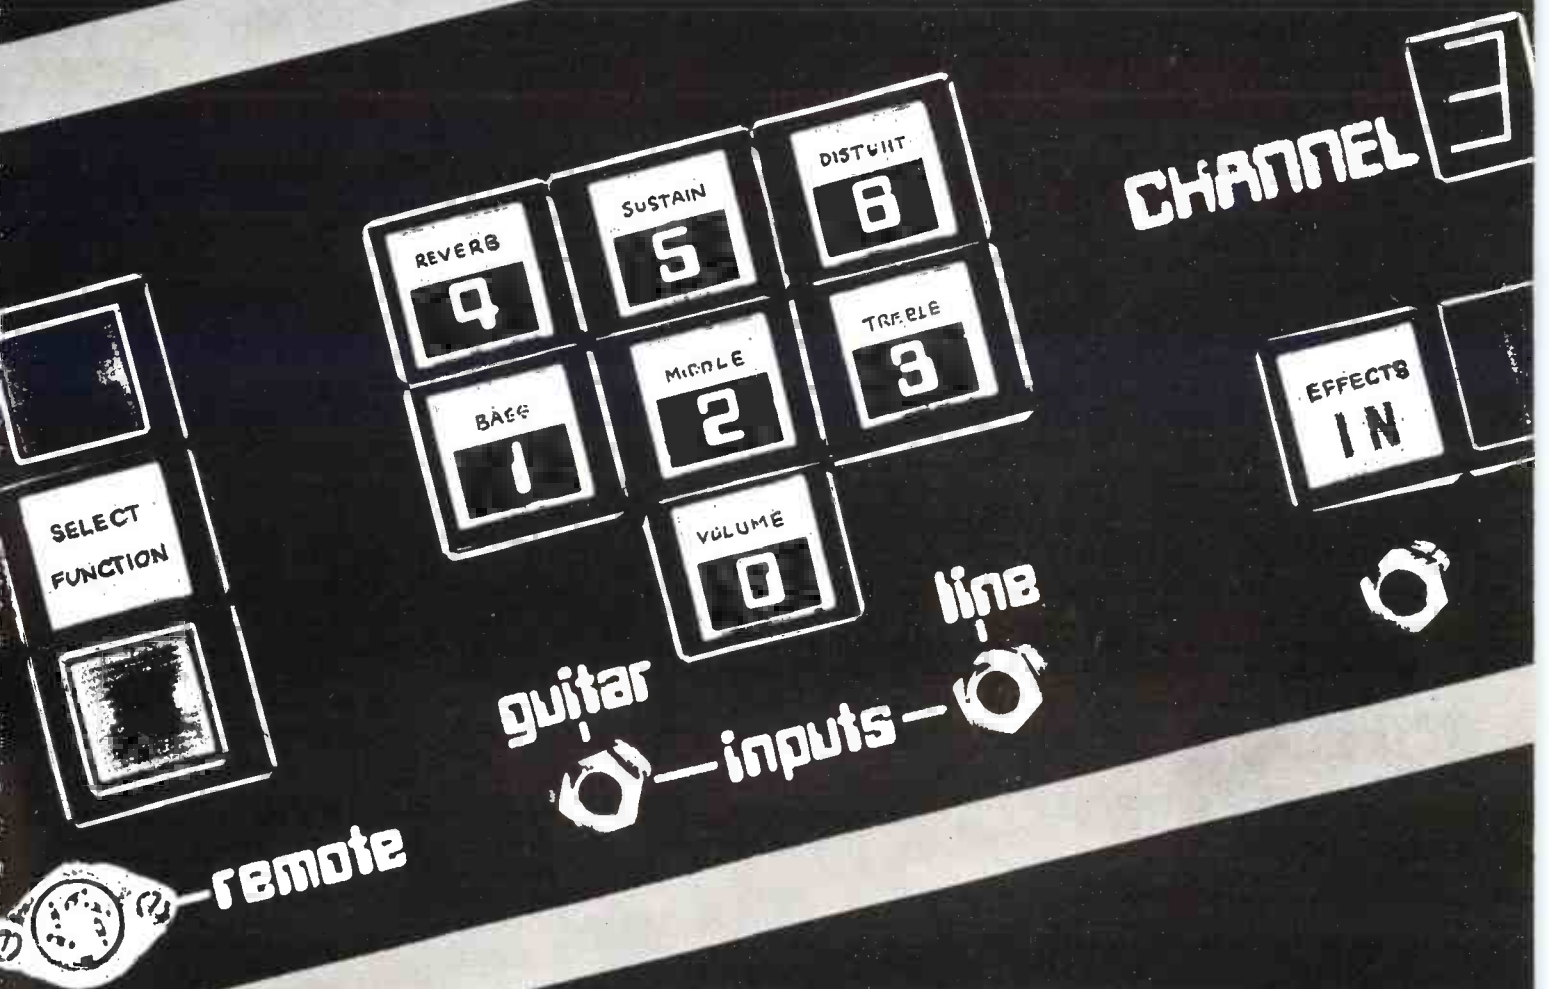 CHANNEL
3
REVERB
4
SUSTAIN
5
DISTORT
6
BASS
1
MIDDLE
2
TREBLE
3
VOLUME
0
EFFECTS
IN
SELECT
FUNCTION
guitar
line
inputs
remote